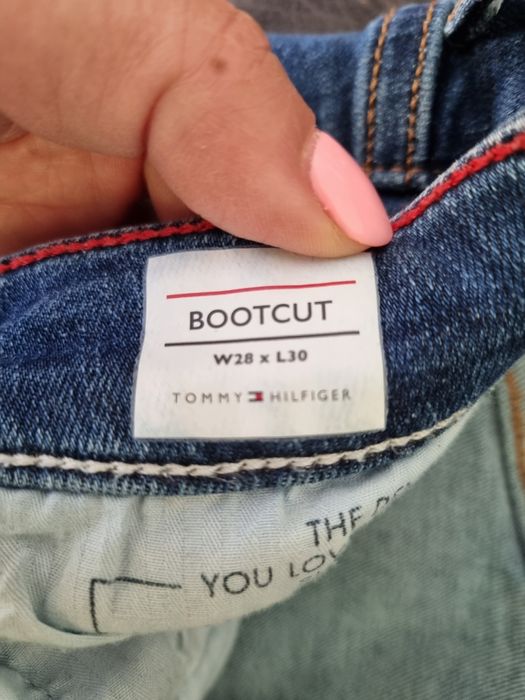 BOOTCUT
W28 x L30
TOMMY HILFIGER
THE
YOU